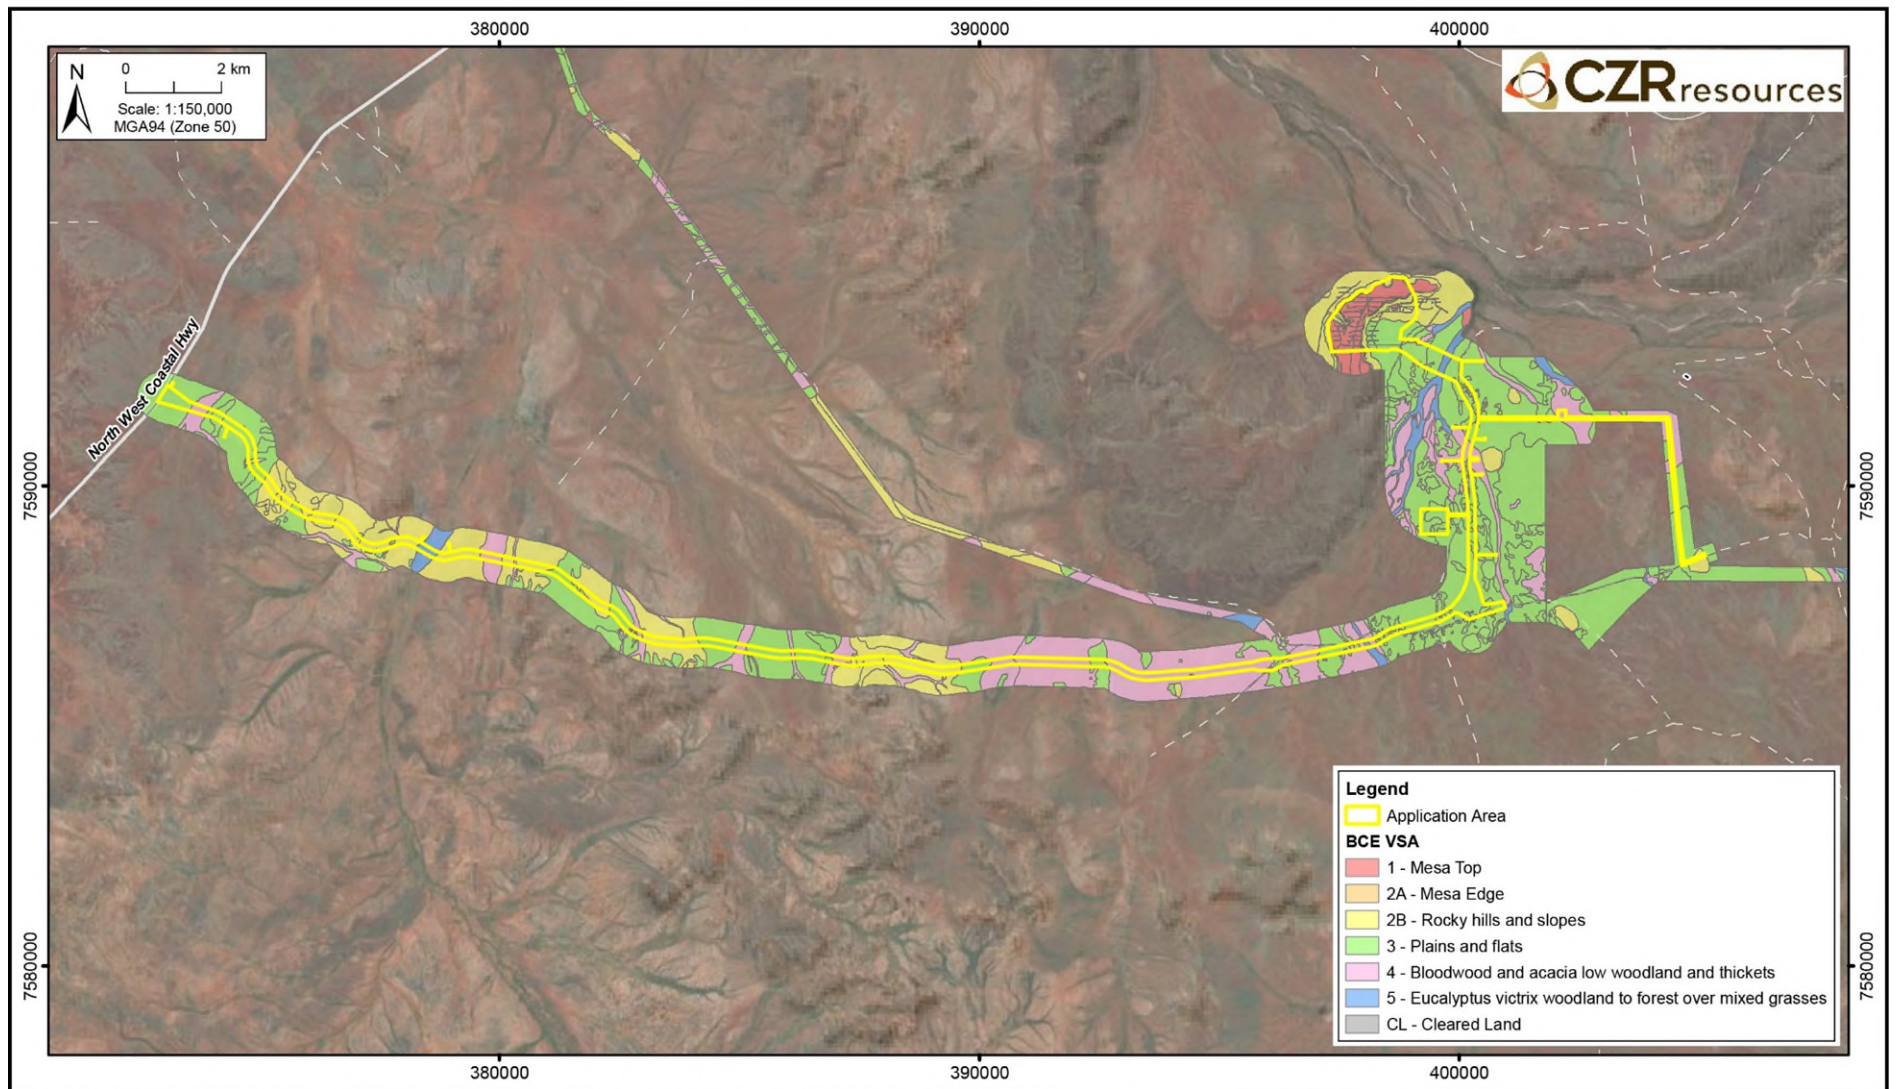 380000
390000
400000
N
0
2 km
Scale: 1:150,000
MGA94 (Zone 50)
CZR resources
North West Coastal Hwy
7590000
7590000
7580000
7580000
Legend
Application Area
BCE VSA
1 - Mesa Top
2A - Mesa Edge
2B - Rocky hills and slopes
3 - Plains and flats
4 - Bloodwood and acacia low woodland and thickets
5 - Eucalyptus victrix woodland to forest over mixed grasses
CL - Cleared Land
380000
390000
400000